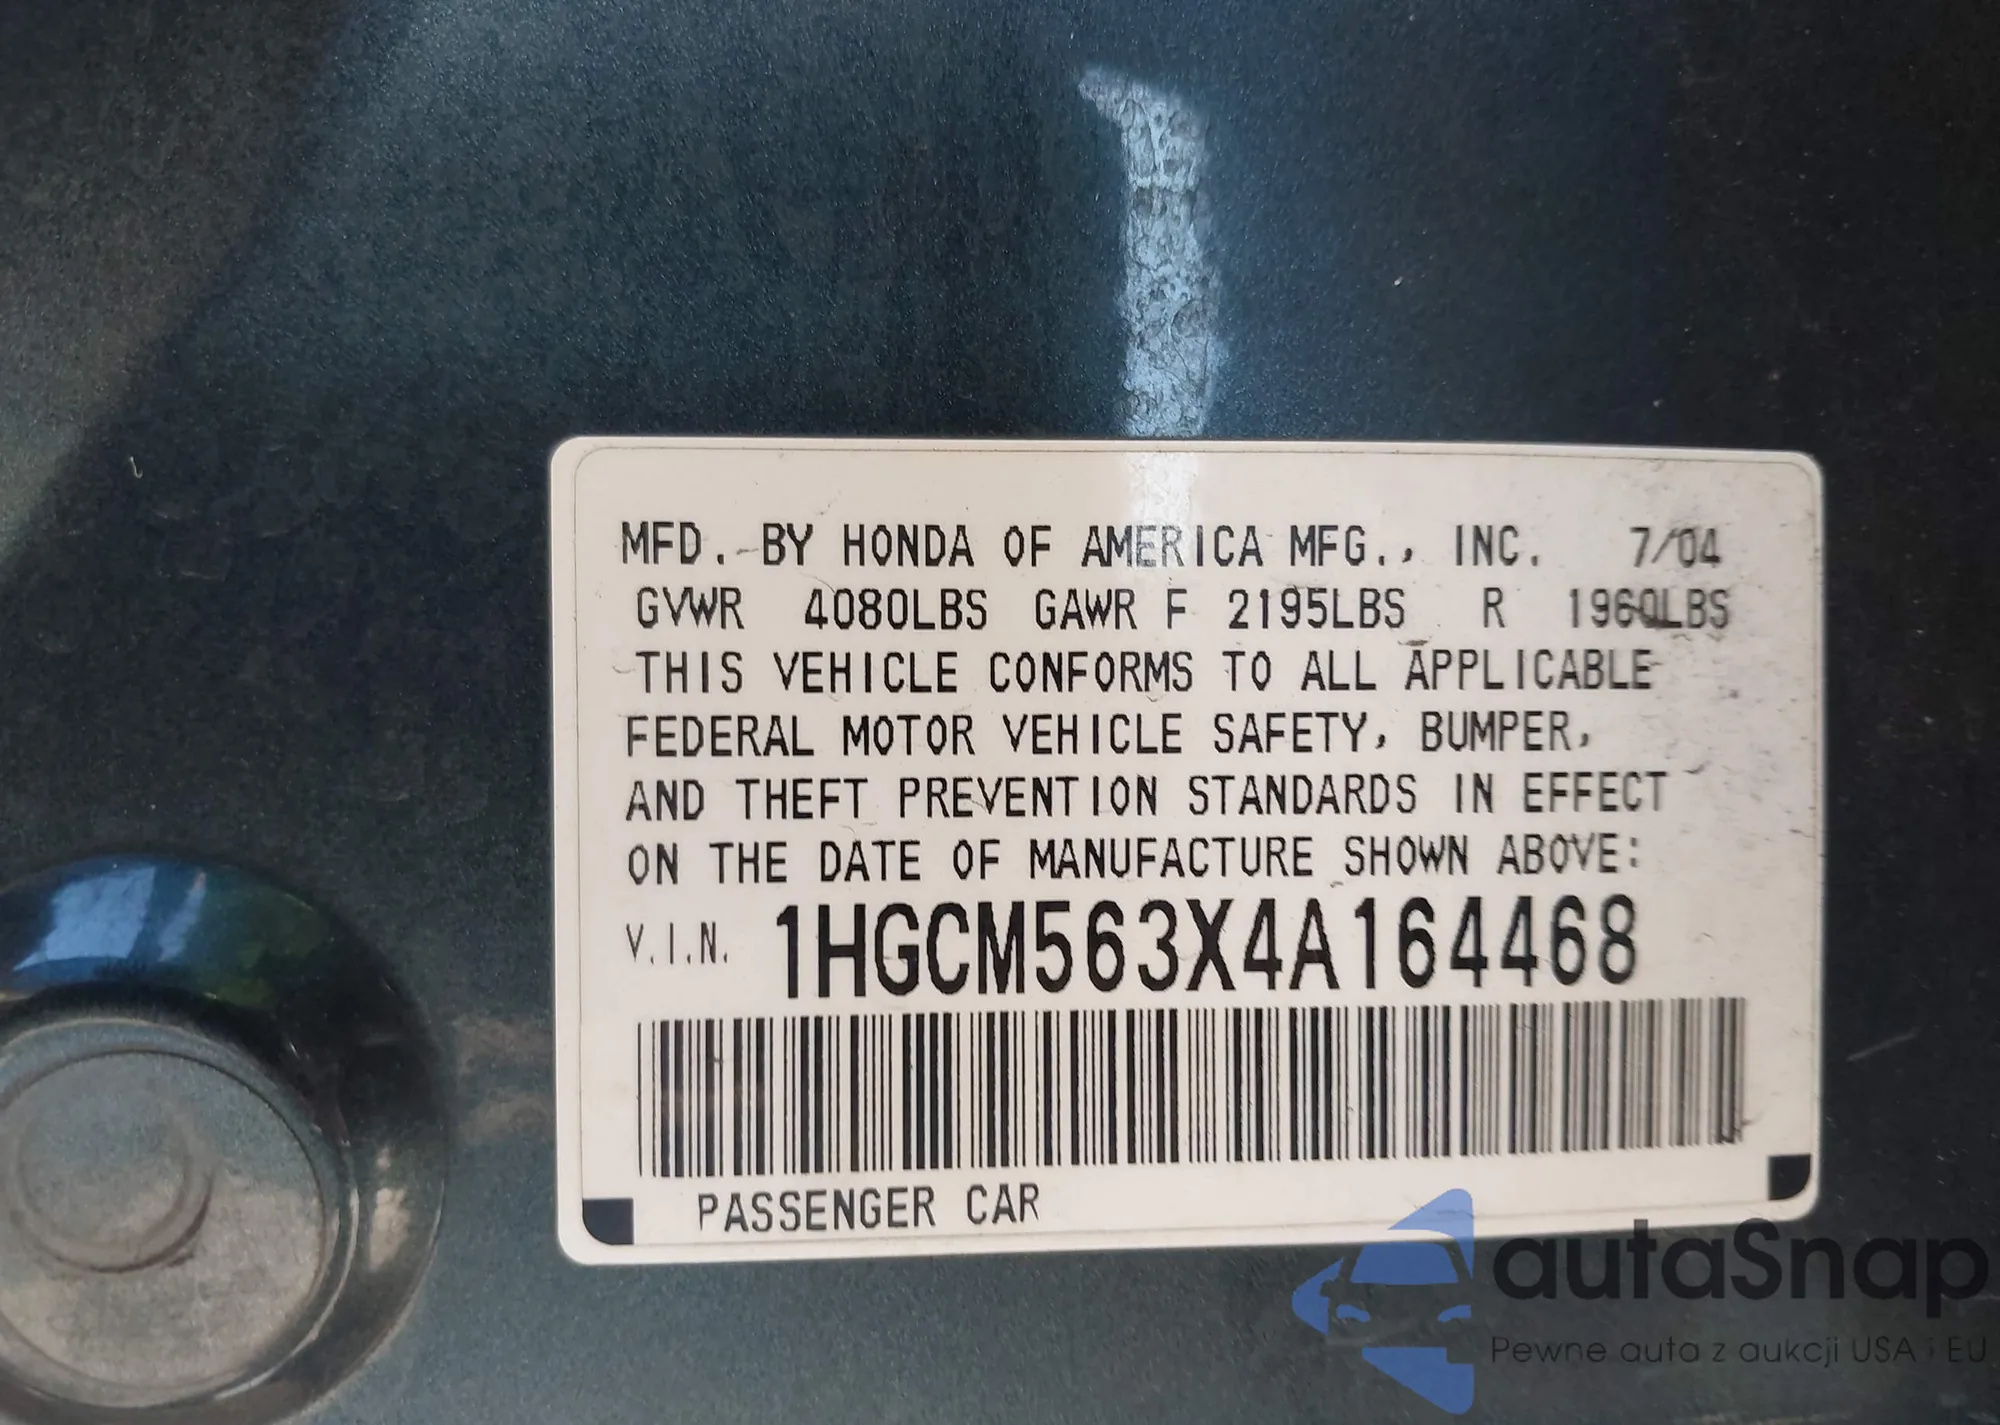 MFD. BY HONDA OF AMERICA MFG., INC. 7/04
GVWR 4080LBS GAWR F 2195LBS R 1960LBS
THIS VEHICLE CONFORMS TO ALL APPLICABLE
FEDERAL MOTOR VEHICLE SAFETY, BUMPER,
AND THEFT PREVENTION STANDARDS IN EFFECT
ON THE DATE OF MANUFACTURE SHOWN ABOVE:
V.I.N. 1HGCM563X4A164468
PASSENGER CAR
autaSnap
Pewne auta z aukcji USA i EU